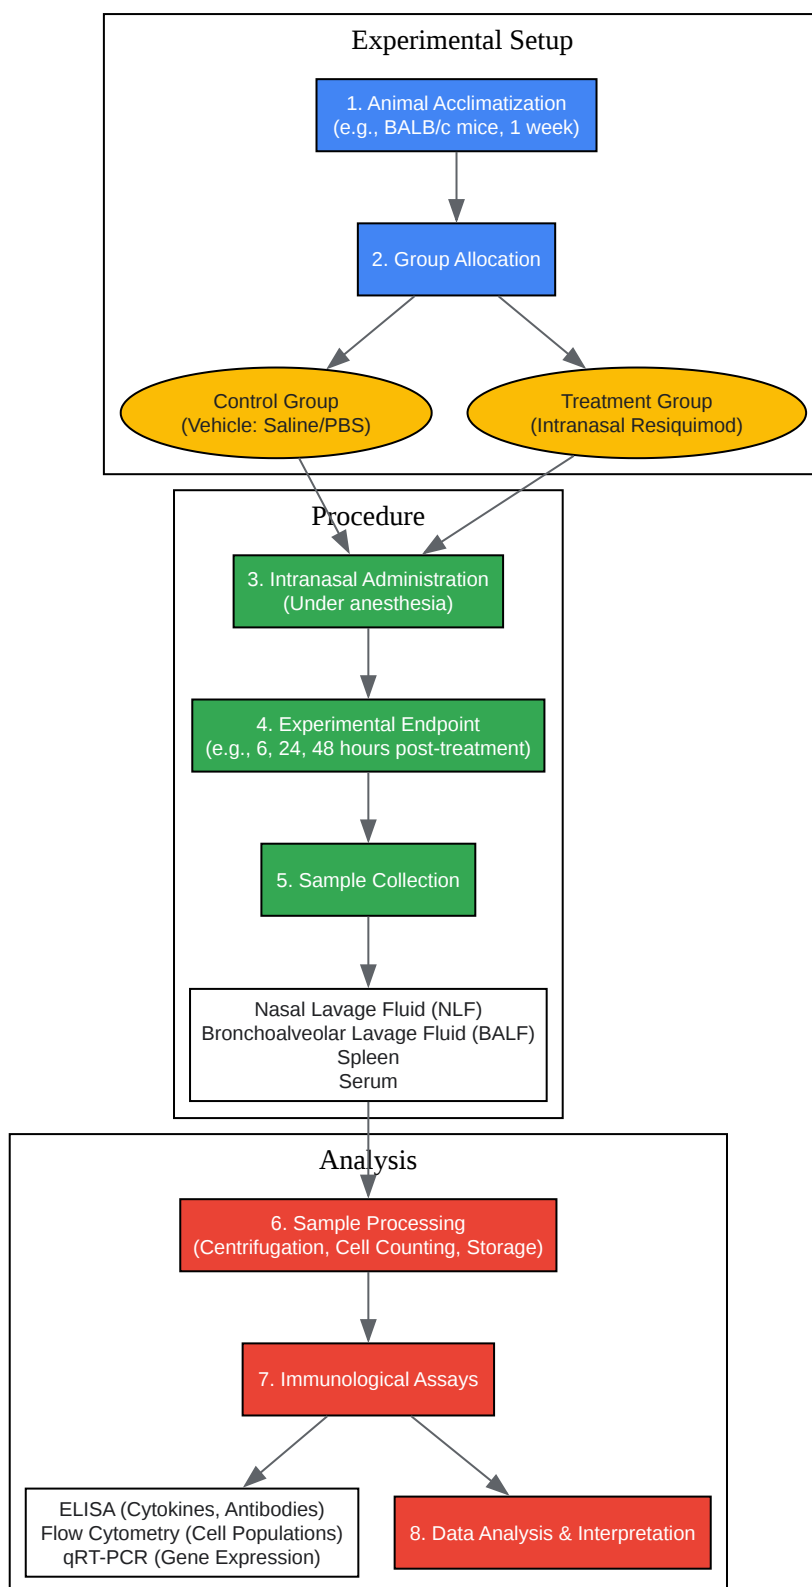 Experimental Setup
1. Animal Acclimatization
(e.g., BALB/c mice, 1 week)
2. Group Allocation
Control Group
(Vehicle: Saline/PBS)
Treatment Group
(Intranasal Resiquimod)
Procedure
3. Intranasal Administration
(Under anesthesia)
4. Experimental Endpoint
(e.g., 6, 24, 48 hours post-treatment)
5. Sample Collection
Nasal Lavage Fluid (NLF)
Bronchoalveolar Lavage Fluid (BALF)
Spleen
Serum
Analysis
6. Sample Processing
(Centrifugation, Cell Counting, Storage)
7. Immunological Assays
ELISA (Cytokines, Antibodies)
Flow Cytometry (Cell Populations)
qRT-PCR (Gene Expression)
8. Data Analysis & Interpretation